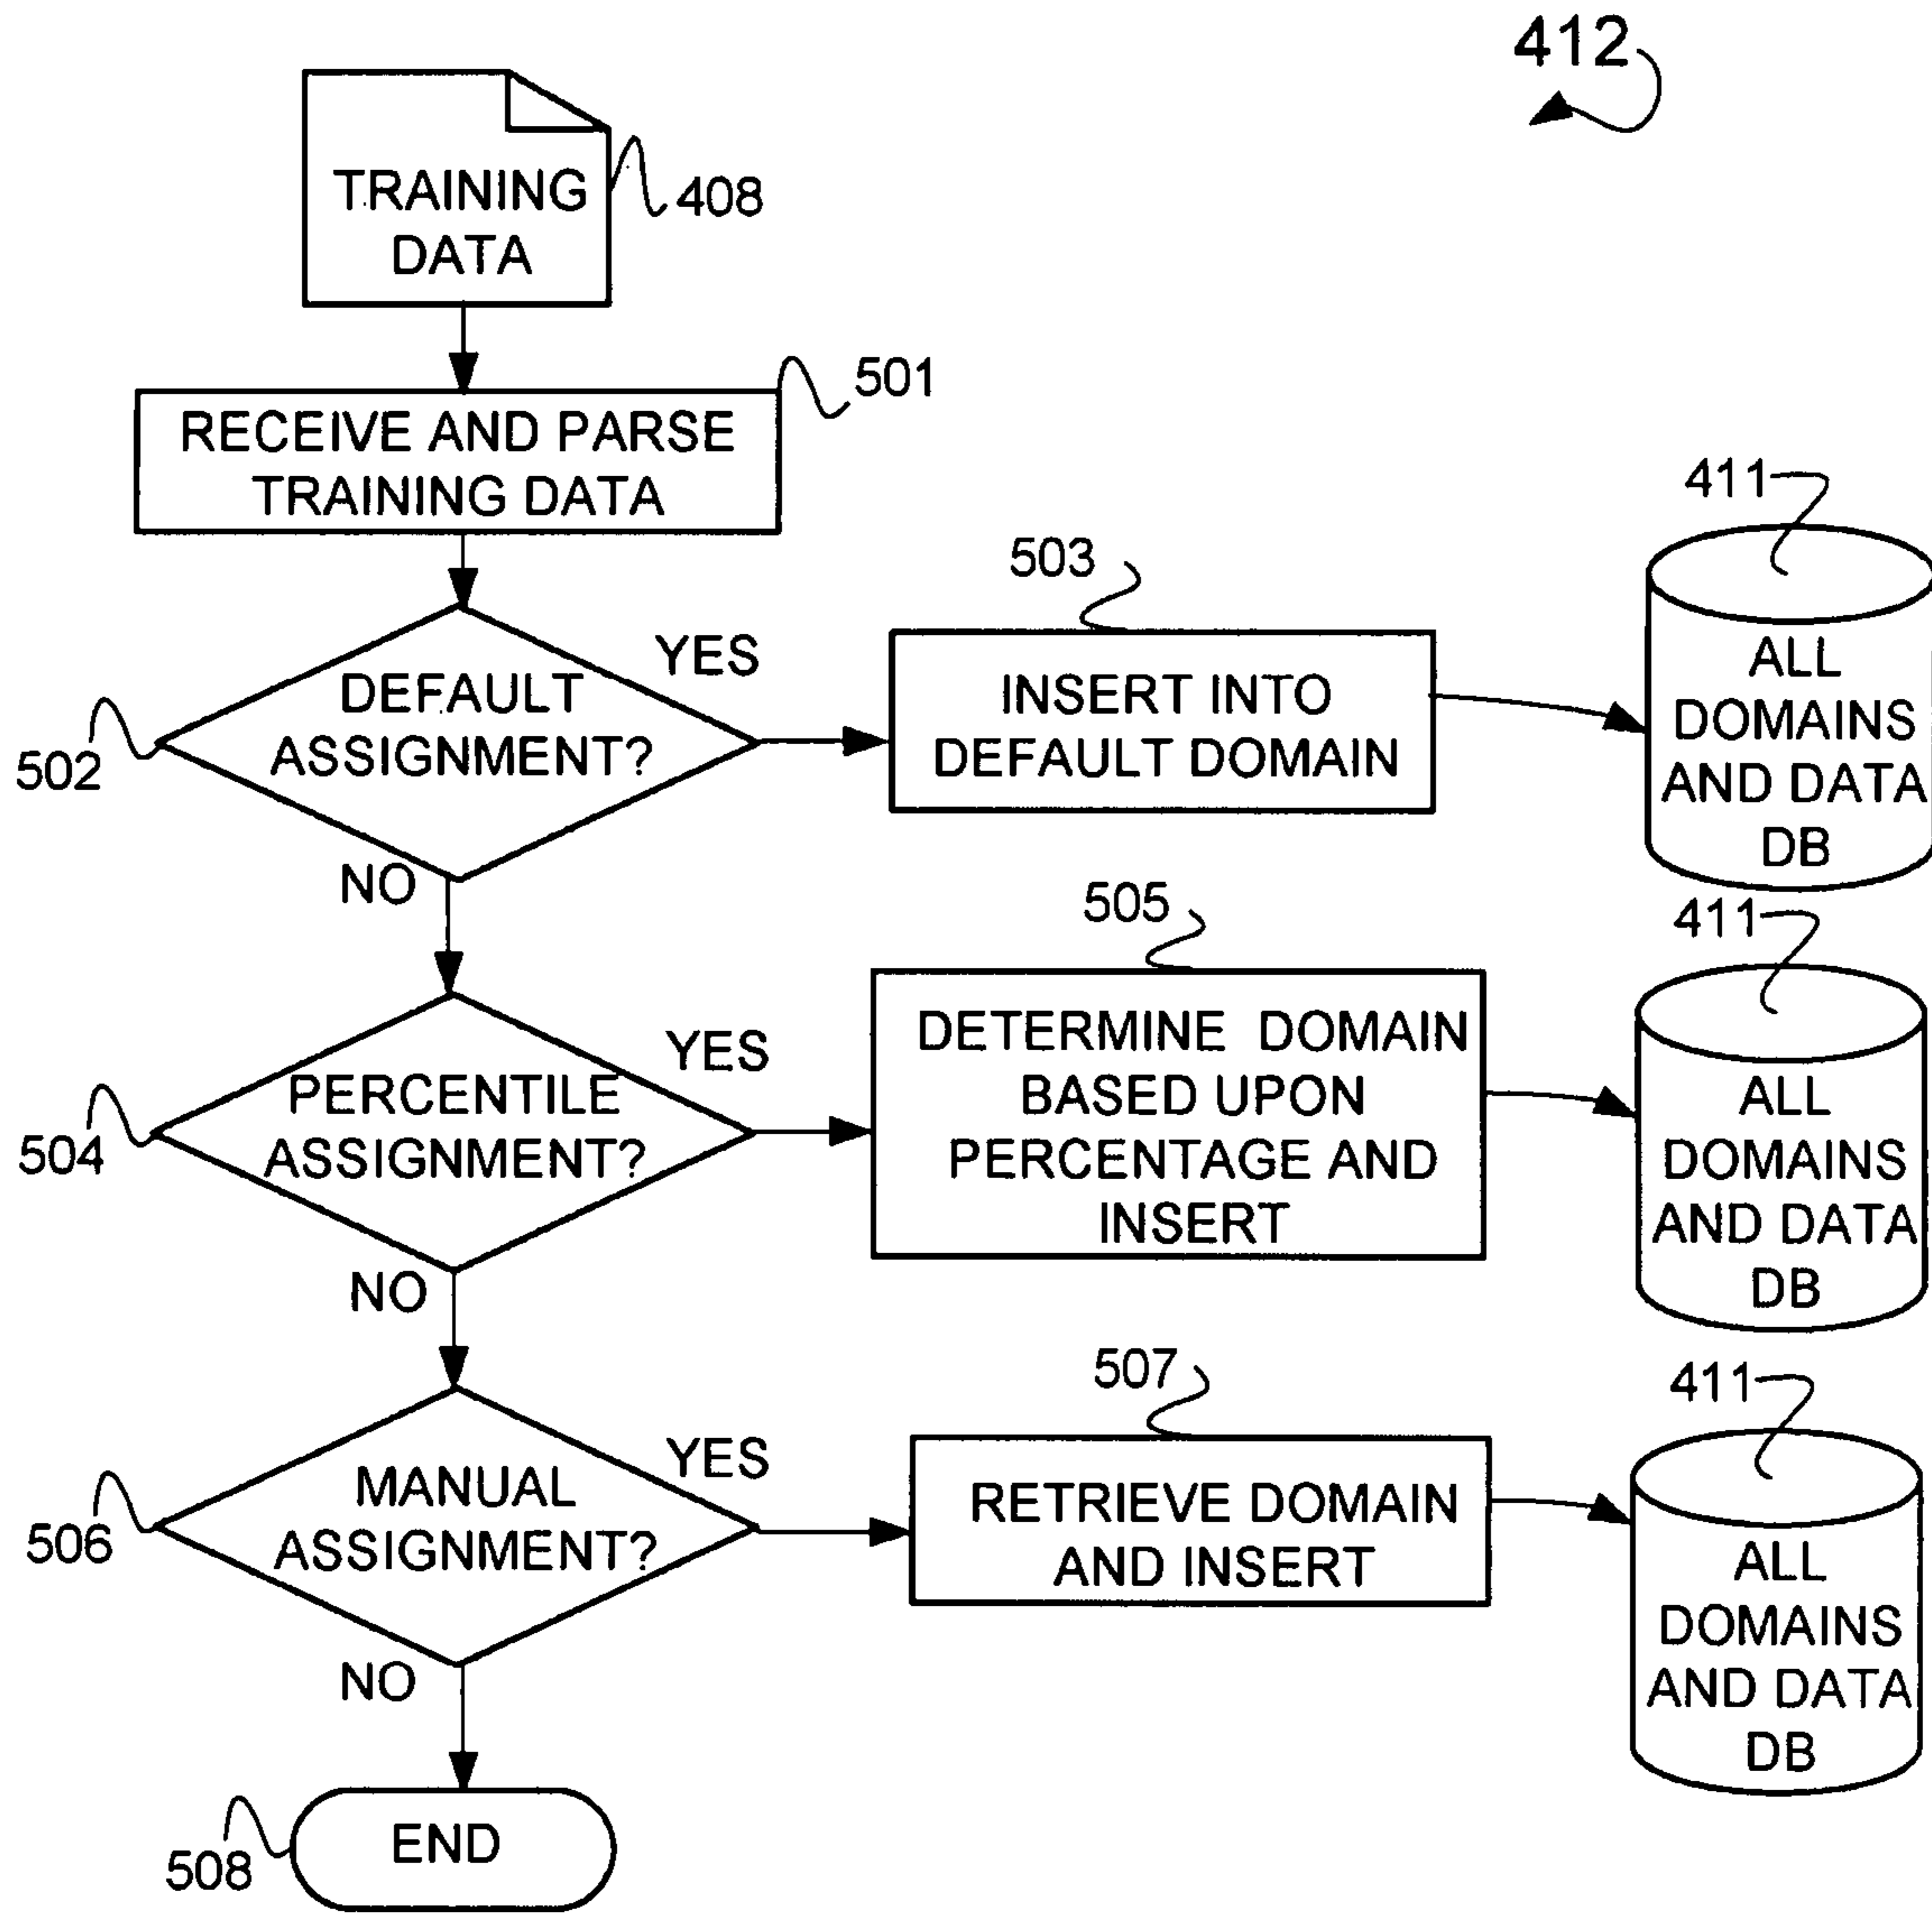 412
TRAINING
DATA
408
501
RECEIVE AND PARSE
TRAINING DATA
502
DEFAULT
ASSIGNMENT?
YES
NO
503
INSERT INTO
DEFAULT DOMAIN
411
ALL
DOMAINS
AND DATA
DB
504
PERCENTILE
ASSIGNMENT?
YES
NO
505
DETERMINE DOMAIN
BASED UPON
PERCENTAGE AND
INSERT
411
ALL
DOMAINS
AND DATA
DB
506
MANUAL
ASSIGNMENT?
YES
NO
507
RETRIEVE DOMAIN
AND INSERT
411
ALL
DOMAINS
AND DATA
DB
508
END